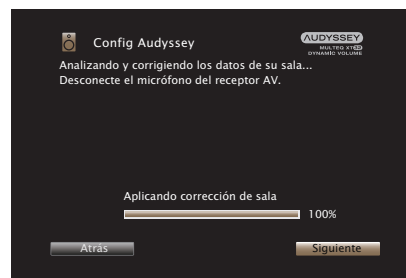 Config Audyssey
AUDYSSEY
MULTEQ XT32
DYNAMIC VOLUME
Analizando y corrigiendo los datos de su sala...
Desconecte el micrófono del receptor AV.
Aplicando corrección de sala
100%
Atrás
Siguiente